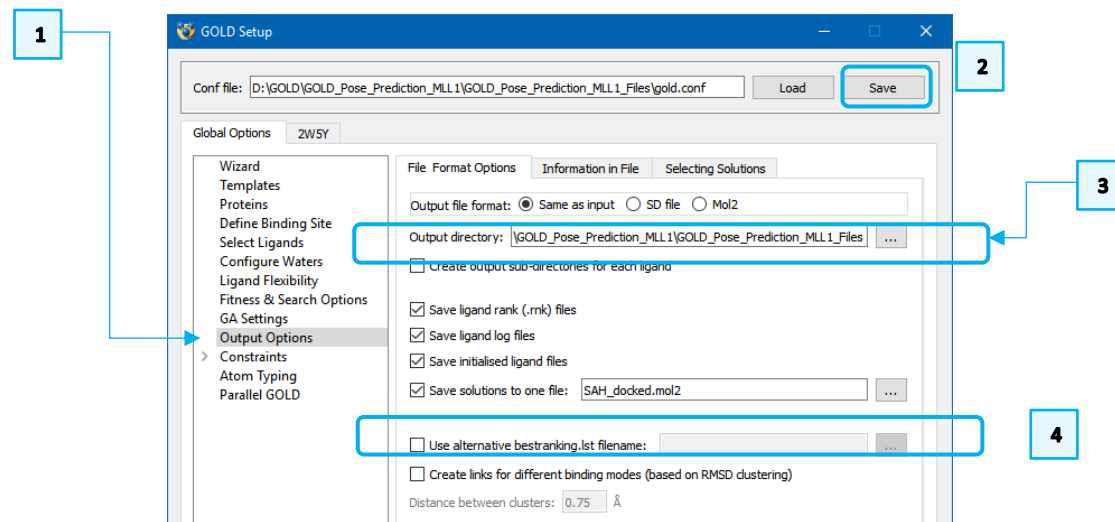 1
GOLD Setup
2
Conf file: D:\GOLD\GOLD_Pose_Prediction_MLL1\GOLD_Pose_Prediction_MLL1_Files\gold.conf Load Save
Global Options 2W5Y
Wizard
Templates
Proteins
Define Binding Site
Select Ligands
Configure Waters
Ligand Flexibility
Fitness & Search Options
GA Settings
Output Options
Constraints
Atom Typing
Parallel GOLD
File Format Options Information in File Selecting Solutions
Output file format: Same as input SD file Mol2
Output directory: \GOLD_Pose_Prediction_MLL1\GOLD_Pose_Prediction_MLL1_Files ...
3
Create output sub-directories for each ligand
Save ligand rank (.rnk) files
Save ligand log files
Save initialised ligand files
Save solutions to one file: SAH_docked.mol2 ...
Use alternative bestranking.lst filename: ...
4
Create links for different binding modes (based on RMSD clustering)
Distance between clusters: 0.75 Å